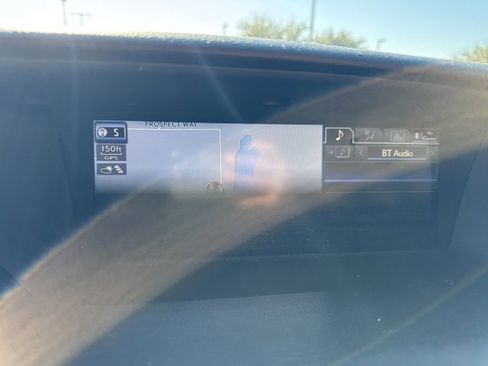 PROSPECT WAY
S
150ft
GPS
BT Audio